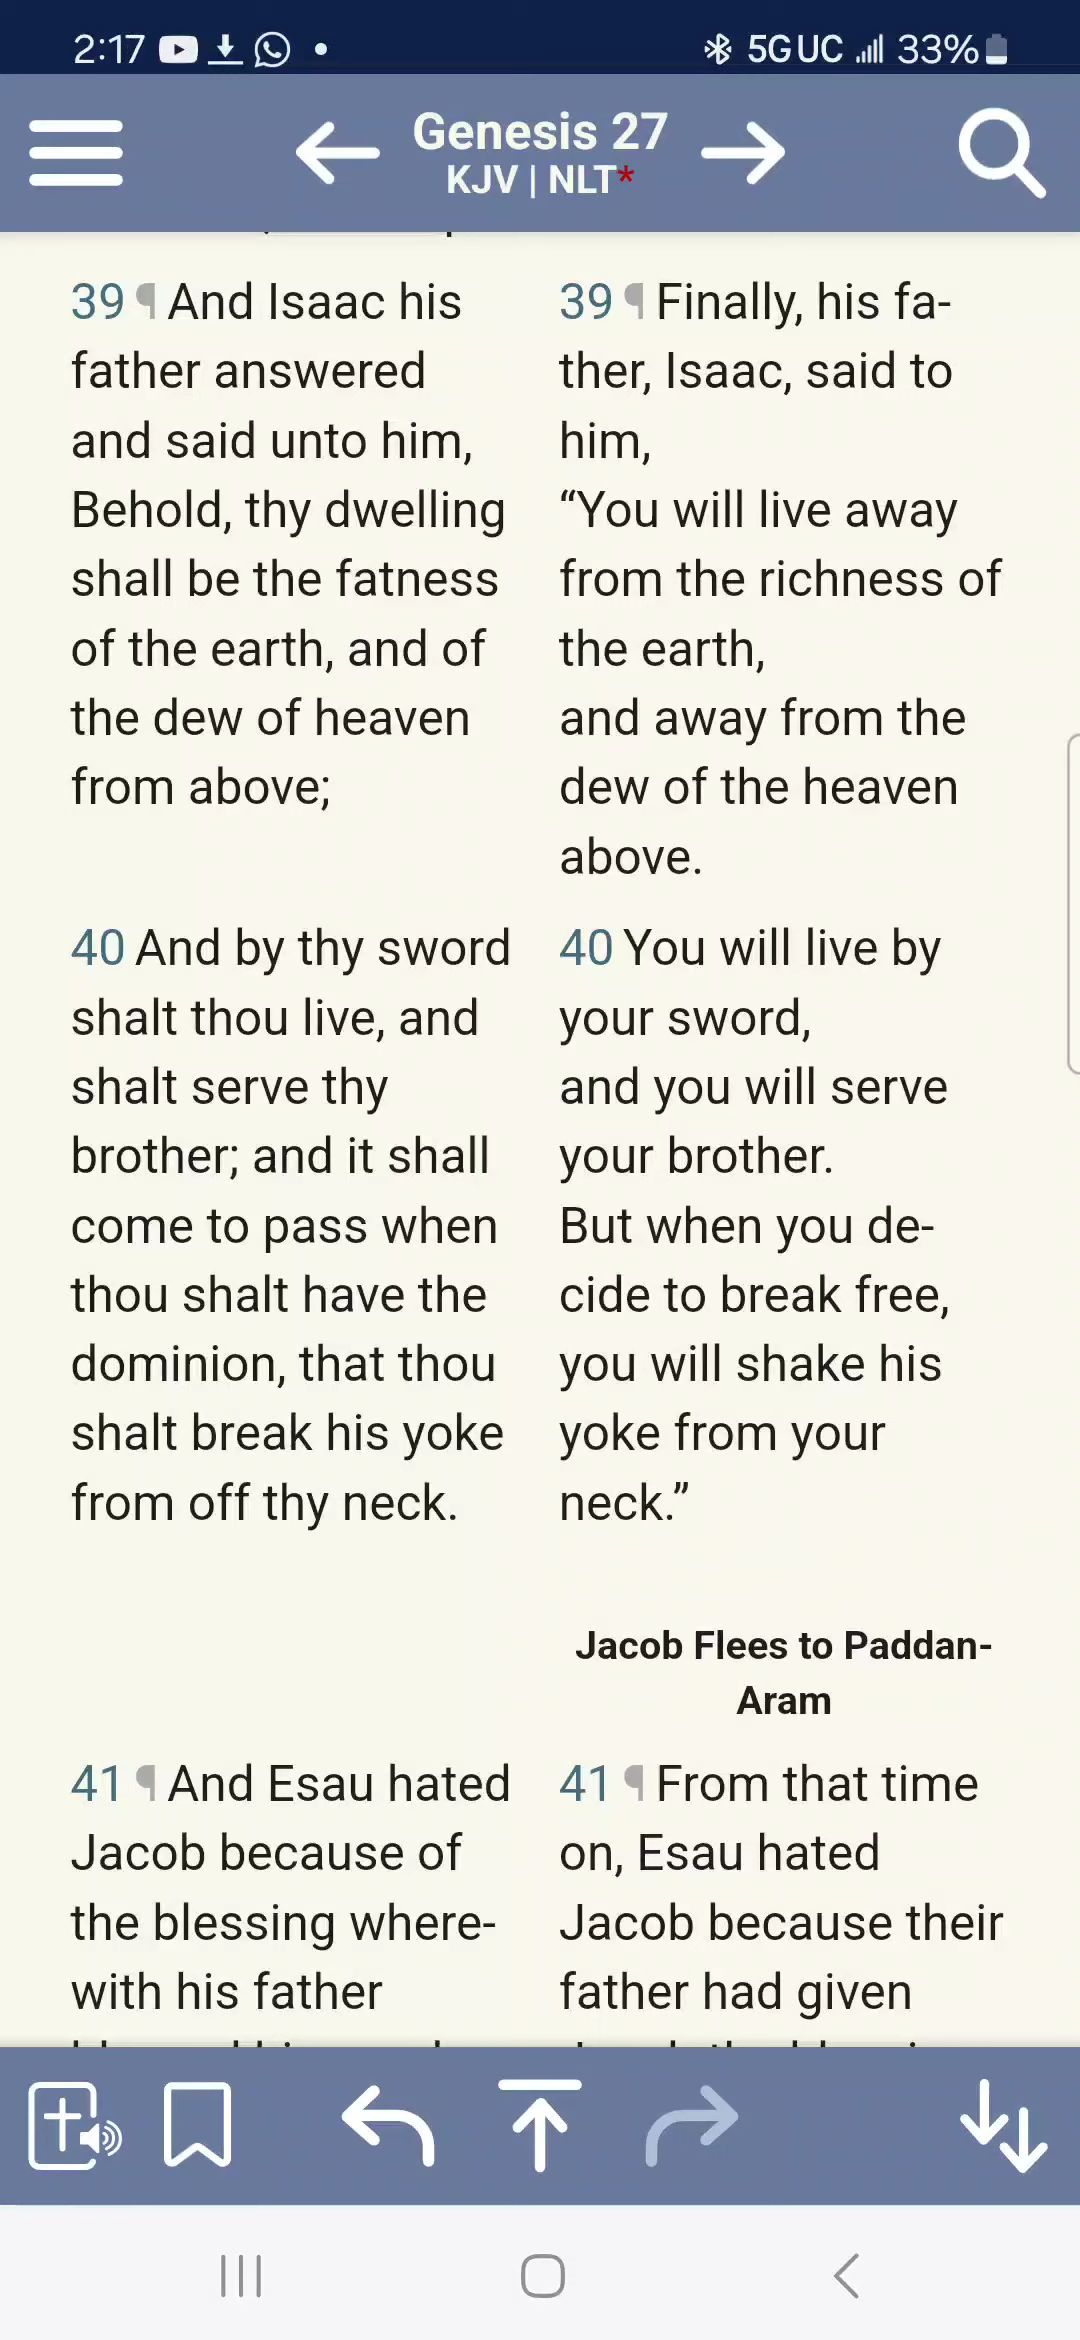 2:17
5G UC 33%
Genesis 27
KJV | NLT*
39 ¶ And Isaac his
father answered
and said unto him,
Behold, thy dwelling
shall be the fatness
of the earth, and of
the dew of heaven
from above;
39 ¶ Finally, his fa-
ther, Isaac, said to
him,
“You will live away
from the richness of
the earth,
and away from the
dew of the heaven
above.
40 And by thy sword
shalt thou live, and
shalt serve thy
brother; and it shall
come to pass when
thou shalt have the
dominion, that thou
shalt break his yoke
from off thy neck.
40 You will live by
your sword,
and you will serve
your brother.
But when you de-
cide to break free,
you will shake his
yoke from your
neck.”
Jacob Flees to Paddan-
Aram
41 ¶ And Esau hated
Jacob because of
the blessing where-
with his father
41 ¶ From that time
on, Esau hated
Jacob because their
father had given